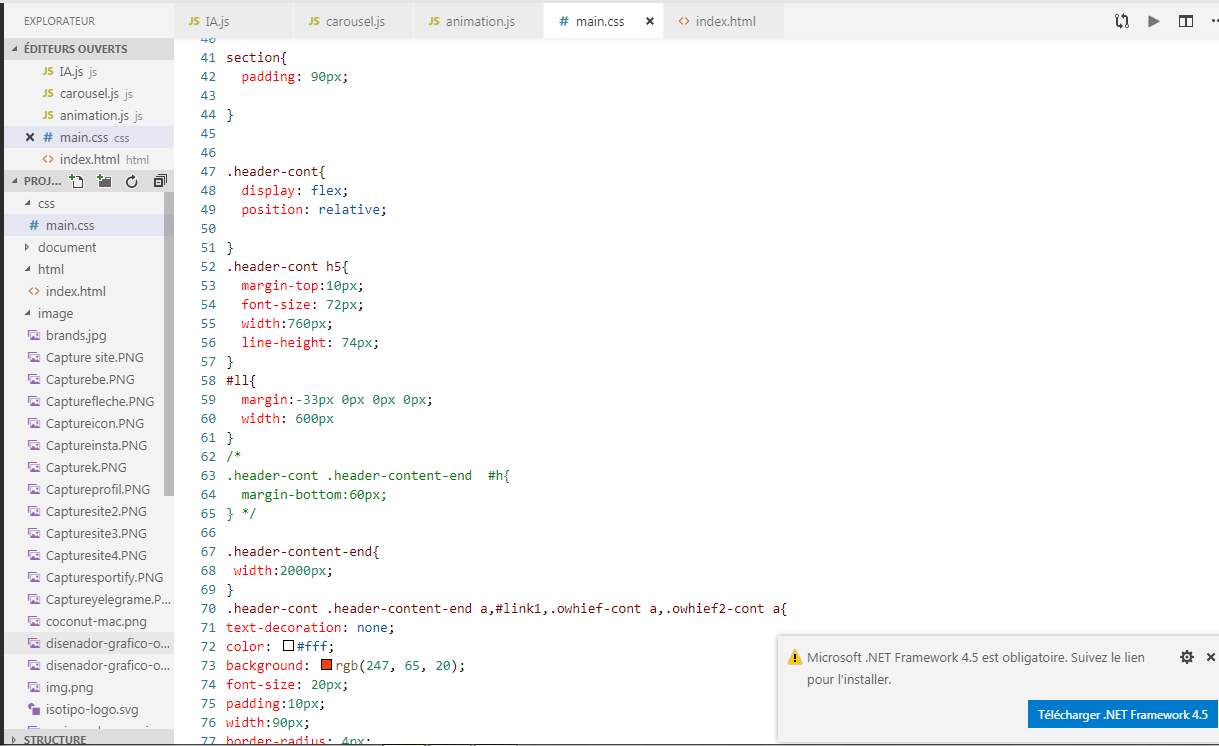 EXPLORATEUR
ÉDITEURS OUVERTS
JS IA.js js
JS carousel.js js
JS animation.js js
# main.css css
<> index.html html
PROJ...
css
# main.css
document
html
<> index.html
image
brands.jpg
Capture site.PNG
Capturebe.PNG
Capturefleche.PNG
Captureicon.PNG
Captureinsta.PNG
Capturek.PNG
Captureprofil.PNG
Capturesite2.PNG
Capturesite3.PNG
Capturesite4.PNG
Capturesportify.PNG
Captureyelegrame.P...
coconut-mac.png
disenador-grafico-o...
disenador-grafico-o...
img.png
isotipo-logo.svg
STRUCTURE
JS IA.js JS carousel.js JS animation.js # main.css <> index.html
40
41 section{
42 padding: 90px;
43
44 }
45
46
47 .header-cont{
48 display: flex;
49 position: relative;
50
51 }
52 .header-cont h5{
53 margin-top:10px;
54 font-size: 72px;
55 width:760px;
56 line-height: 74px;
57 }
58 #ll{
59 margin:-33px 0px 0px 0px;
60 width: 600px
61 }
62 /*
63 .header-cont .header-content-end  #h{
64 margin-bottom:60px;
65 } */
66
67 .header-content-end{
68 width:2000px;
69 }
70 .header-cont .header-content-end a,#link1,.owhief-cont a,.owhief2-cont a{
71 text-decoration: none;
72 color: #fff;
73 background: rgb(247, 65, 20);
74 font-size: 20px;
75 padding:10px;
76 width:90px;
77 border-radius: 4px;
Microsoft .NET Framework 4.5 est obligatoire. Suivez le lien
pour l'installer.
Télécharger .NET Framework 4.5